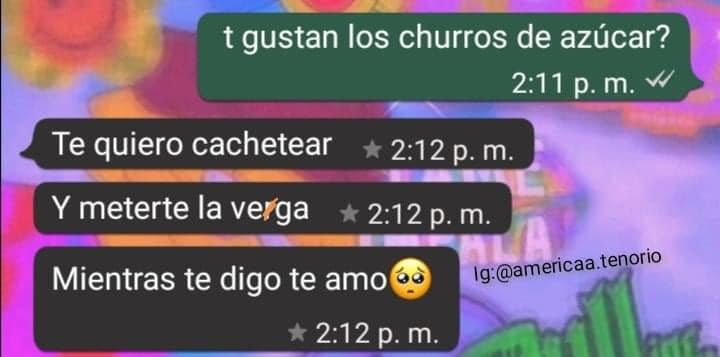 t gustan los churros de azúcar?
2:11 p. m.
Te quiero cachetear 2:12 p. m.
Y meterte la verga 2:12 p. m.
Mientras te digo te amo🥺
Ig:@americaa.tenorio
2:12 p. m.